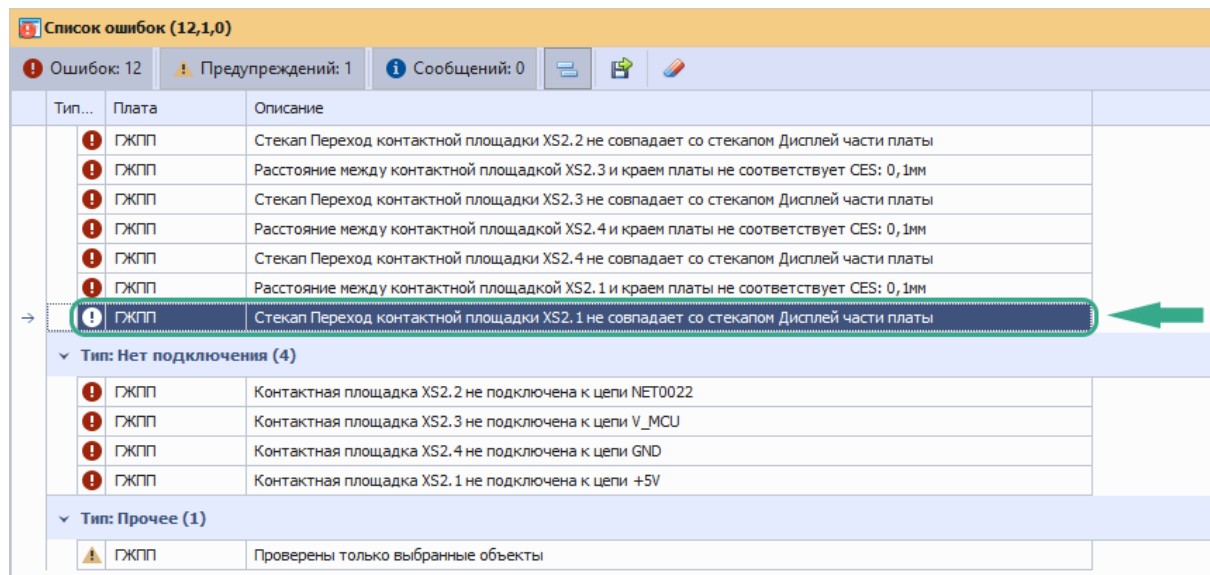 Список ошибок (12,1,0)
Ошибок: 12 Предупреждений: 1 Сообщений: 0
Тип... Плата Описание
ГЖПП Стекап Переход контактной площадки XS2.2 не совпадает со стекапом Дисплей части платы
ГЖПП Расстояние между контактной площадкой XS2.3 и краем платы не соответствует CES: 0,1мм
ГЖПП Стекап Переход контактной площадки XS2.3 не совпадает со стекапом Дисплей части платы
ГЖПП Расстояние между контактной площадкой XS2.4 и краем платы не соответствует CES: 0,1мм
ГЖПП Стекап Переход контактной площадки XS2.4 не совпадает со стекапом Дисплей части платы
ГЖПП Расстояние между контактной площадкой XS2.1 и краем платы не соответствует CES: 0,1мм
ГЖПП Стекап Переход контактной площадки XS2.1 не совпадает со стекапом Дисплей части платы
Тип: Нет подключения (4)
ГЖПП Контактная площадка XS2.2 не подключена к цепи NET0022
ГЖПП Контактная площадка XS2.3 не подключена к цепи V_MCU
ГЖПП Контактная площадка XS2.4 не подключена к цепи GND
ГЖПП Контактная площадка XS2.1 не подключена к цепи +5V
Тип: Прочее (1)
ГЖПП Проверены только выбранные объекты